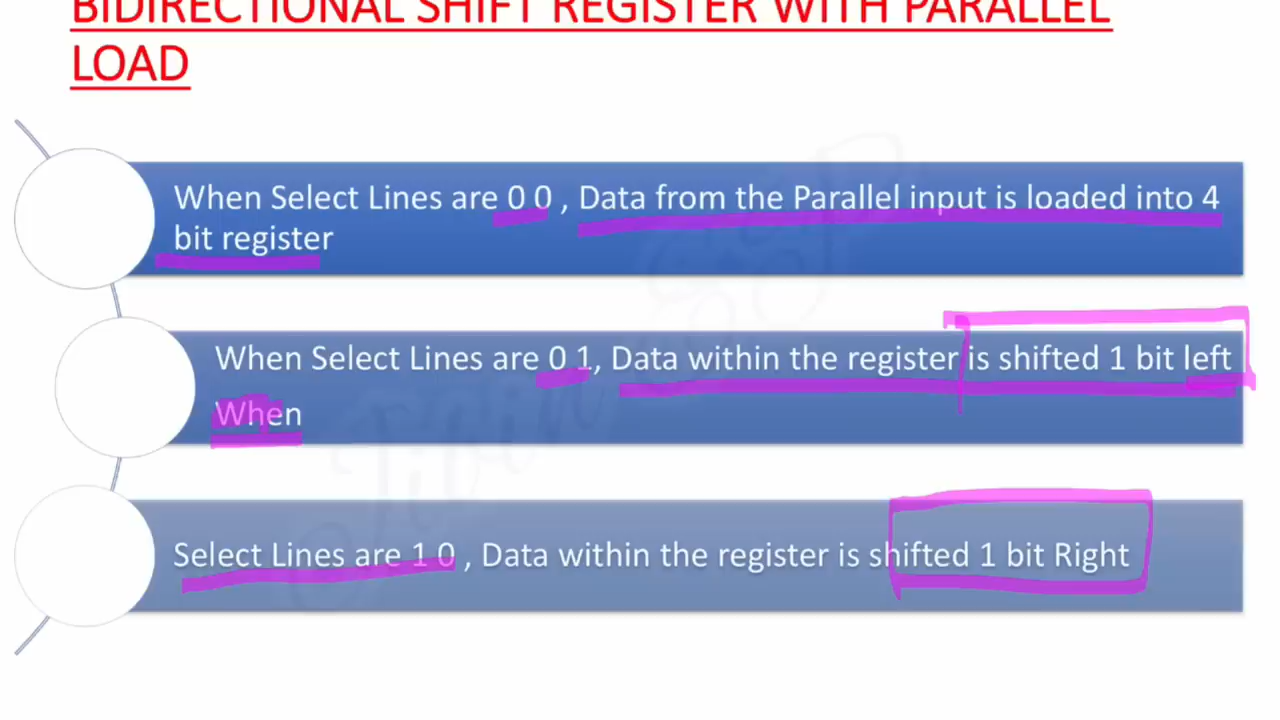 BIDIRECTIONAL SHIFT REGISTER WITH PARALLEL
LOAD
When Select Lines are 0 0 , Data from the Parallel input is loaded into 4
bit register
When Select Lines are 0 1, Data within the register is shifted 1 bit left
When
Select Lines are 1 0 , Data within the register is shifted 1 bit Right